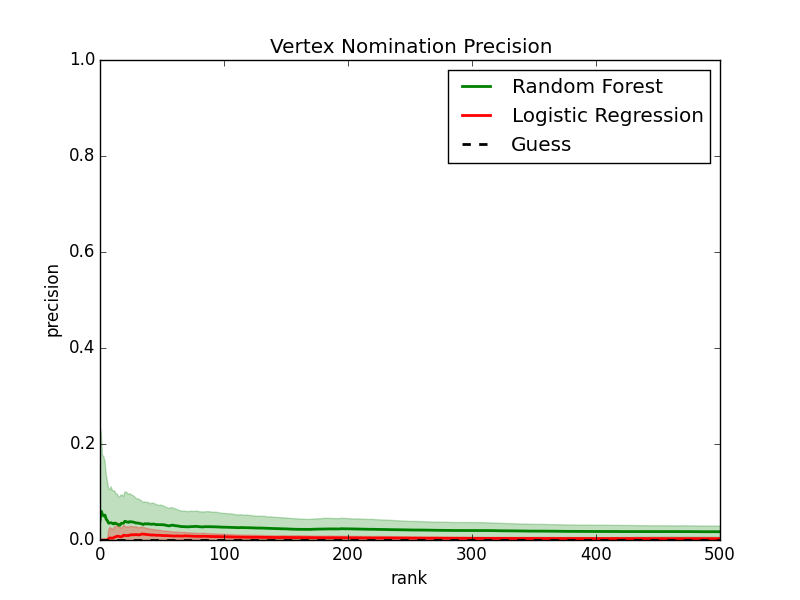 Vertex Nomination Precision
1.0
0.8
0.6
0.4
0.2
0.0
precision
Random Forest
Logistic Regression
Guess
0 100 200 300 400 500
rank